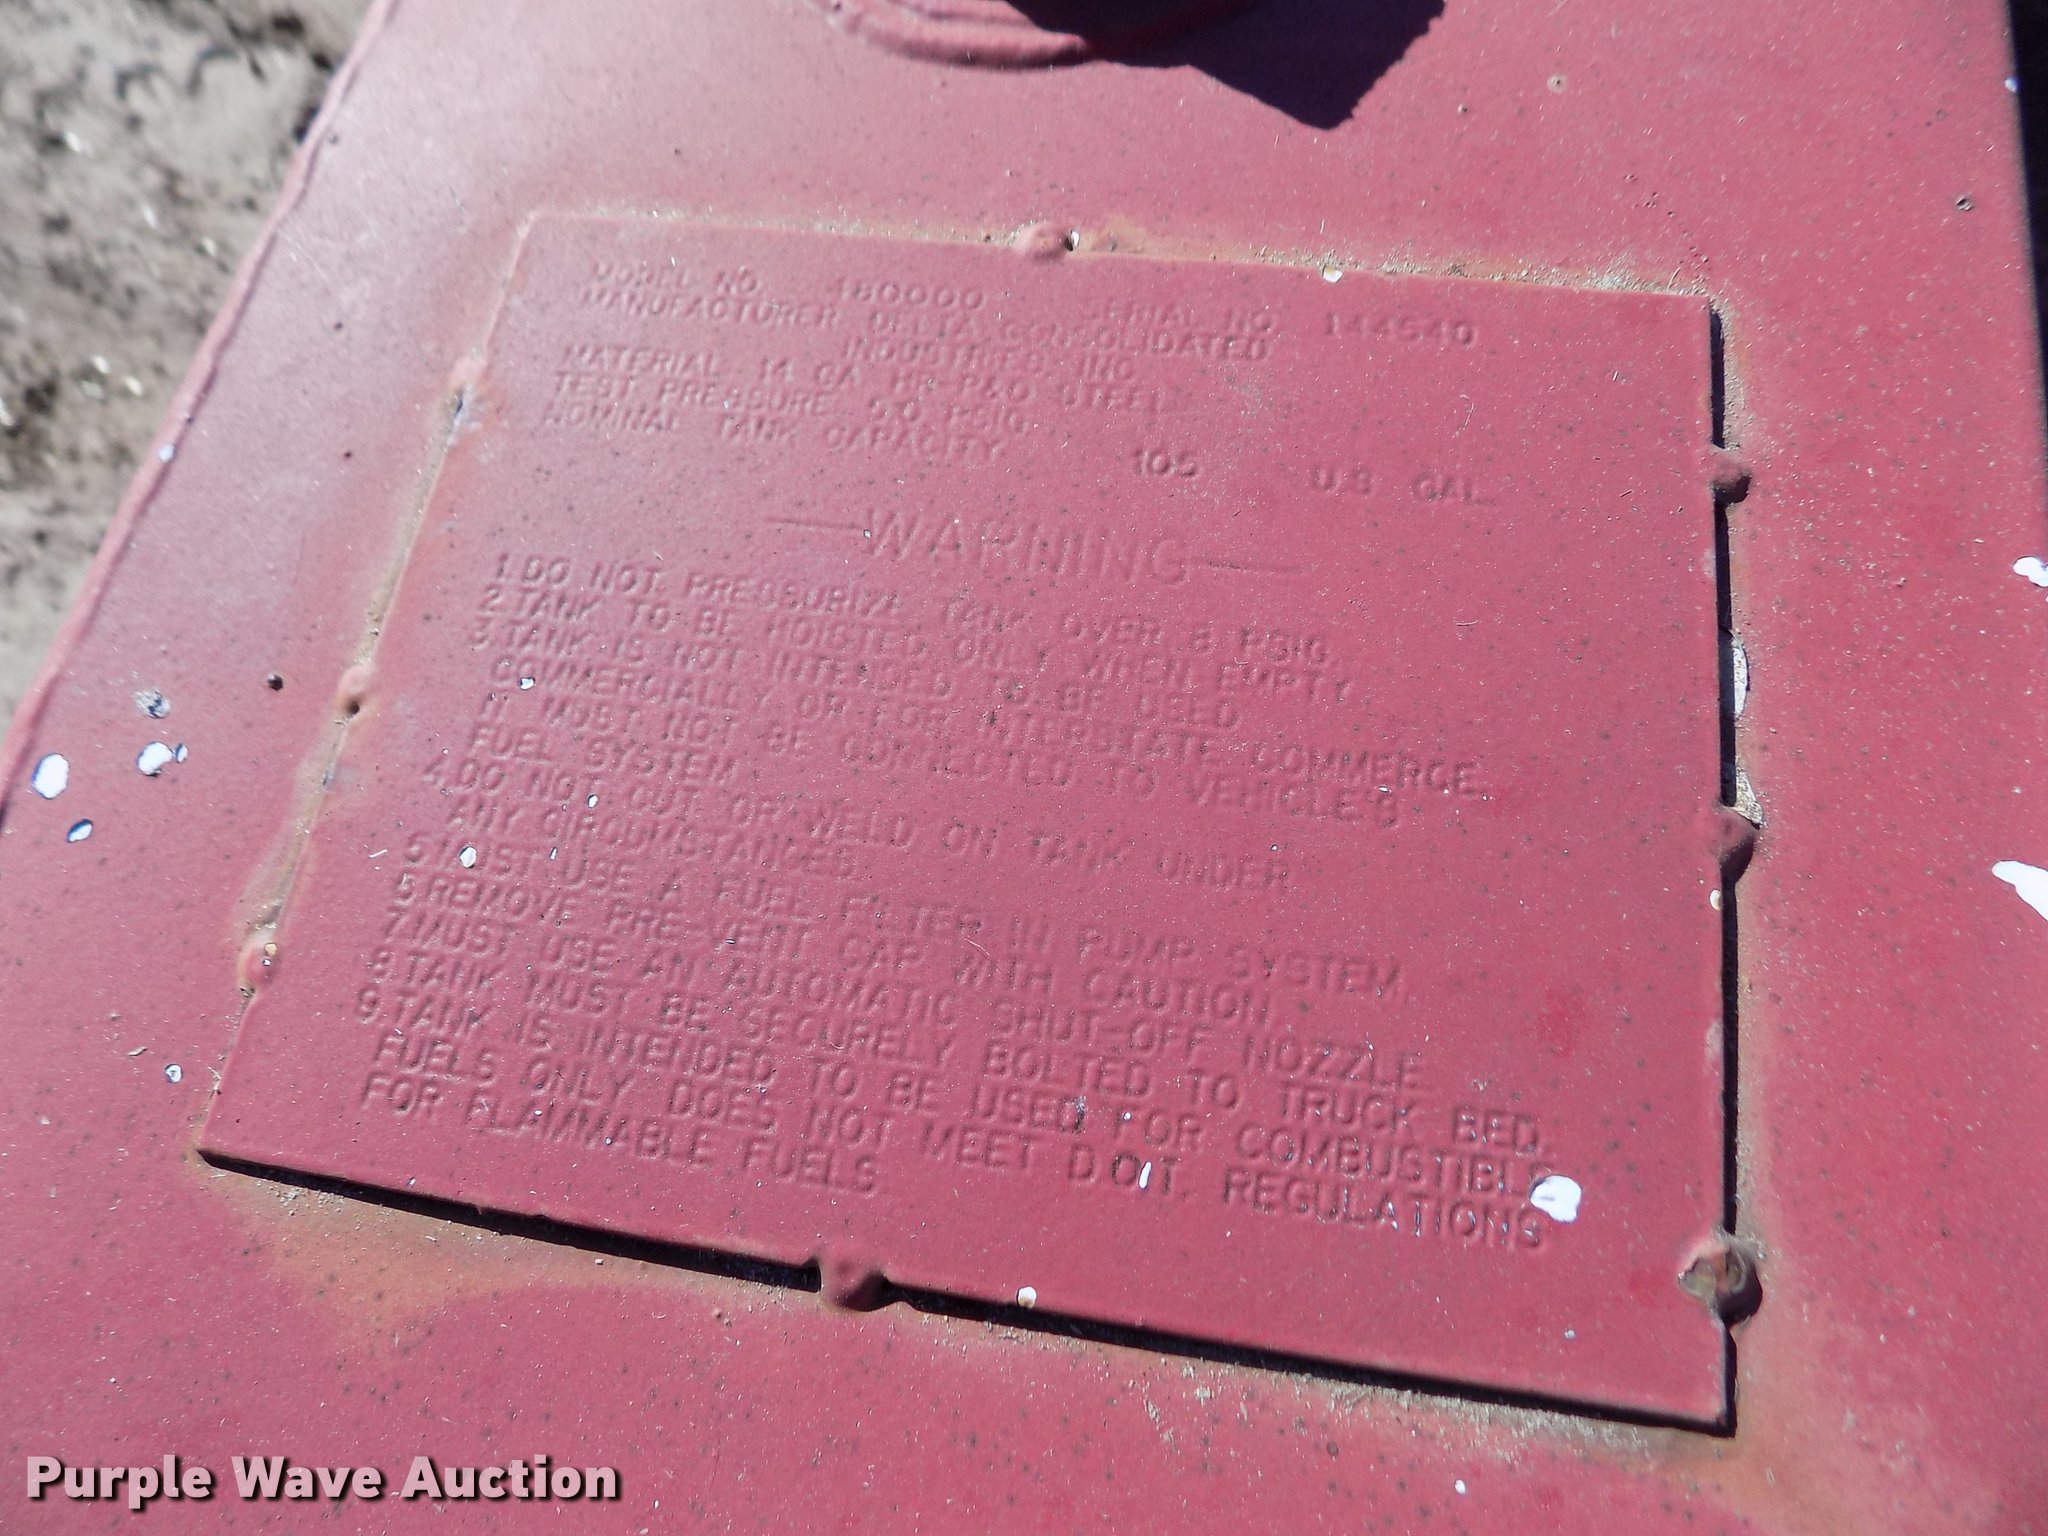 MODEL NO. 480000 SERIAL NO. 144540
MANUFACTURER DELTA CONSOLIDATED
INDUSTRIES INC.
MATERIAL 14 GA HR-P&O STEEL
TEST PRESSURE 5.0 PSIG
NOMINAL TANK CAPACITY 105 U.S GAL.
—WARNING—
1. DO NOT PRESSURIZE TANK OVER 8 PSIG.
2. TANK TO BE HOISTED ONLY WHEN EMPTY.
3. TANK IS NOT INTENDED TO BE USED
COMMERCIALLY OR FOR INTERSTATE COMMERCE.
IT MUST NOT BE CONNECTED TO VEHICLE'S
FUEL SYSTEM
4. DO NOT CUT OR WELD ON TANK UNDER
ANY CIRCUMSTANCES.
5. MUST USE A FUEL FILTER IN PUMP SYSTEM.
6. REMOVE PRE-VENT CAP WITH CAUTION.
7. MUST USE AN AUTOMATIC SHUT-OFF NOZZLE
8. TANK MUST BE SECURELY BOLTED TO TRUCK BED.
9. TANK IS INTENDED TO BE USED FOR COMBUSTIBLE
FUELS ONLY DOES NOT MEET D.O.T. REGULATIONS
FOR FLAMMABLE FUELS
Purple Wave Auction